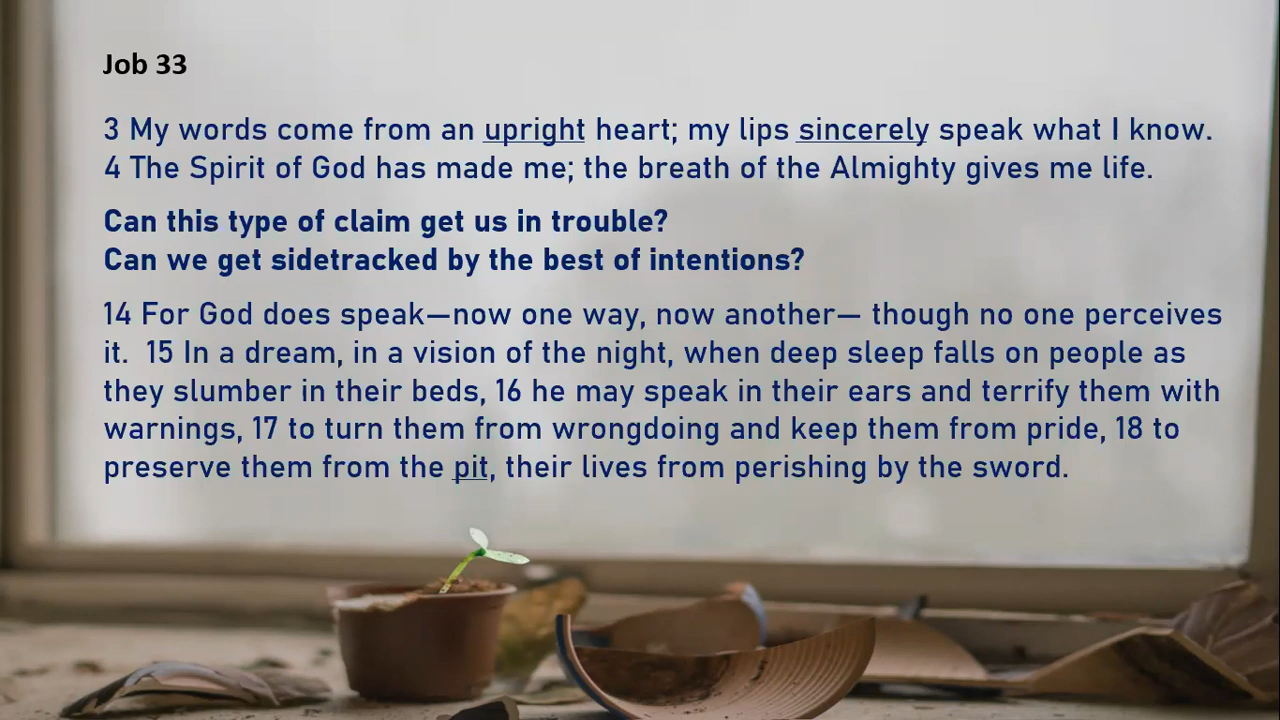 Job 33
3 My words come from an upright heart; my lips sincerely speak what I know.
4 The Spirit of God has made me; the breath of the Almighty gives me life.
Can this type of claim get us in trouble?
Can we get sidetracked by the best of intentions?
14 For God does speak—now one way, now another— though no one perceives
it.  15 In a dream, in a vision of the night, when deep sleep falls on people as
they slumber in their beds, 16 he may speak in their ears and terrify them with
warnings, 17 to turn them from wrongdoing and keep them from pride, 18 to
preserve them from the pit, their lives from perishing by the sword.